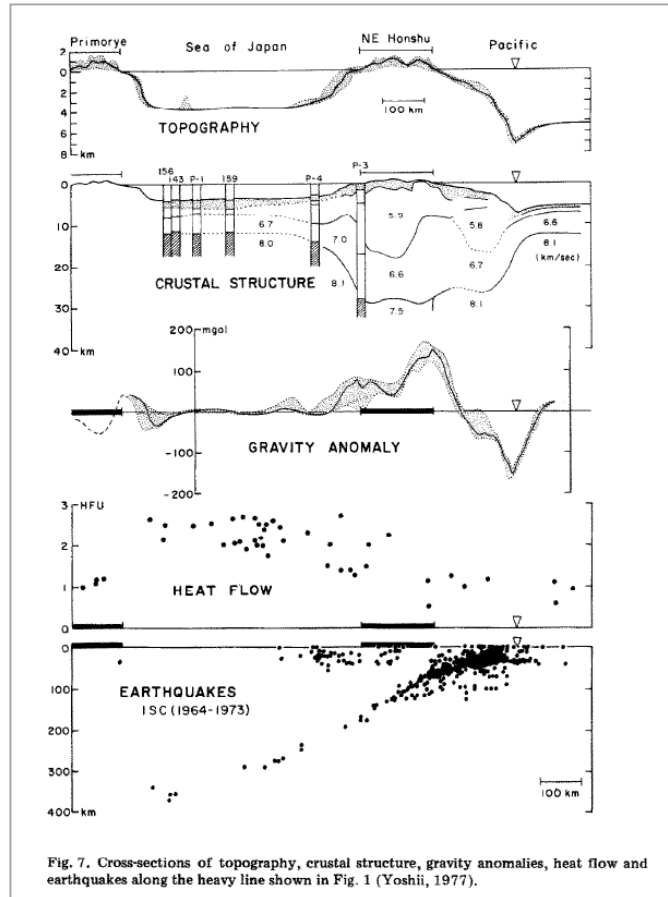 Primorye
Sea of Japan
NE Honshu
Pacific
2
0
2
4
6
8
km
100 km
TOPOGRAPHY
156
143
P-1
159
P-4
P-3
0
10
20
30
40
km
6.7
8.0
7.0
8.1
5.9
6.6
7.5
5.8
6.7
8.1
6.6
8.1
(km/sec)
CRUSTAL STRUCTURE
200
mgal
100
0
-100
-200
GRAVITY ANOMALY
3
HFU
2
1
0
HEAT FLOW
0
100
200
300
400
km
EARTHQUAKES
ISC (1964-1973)
100 km
Fig. 7. Cross-sections of topography, crustal structure, gravity anomalies, heat flow and
earthquakes along the heavy line shown in Fig. 1 (Yoshii, 1977).